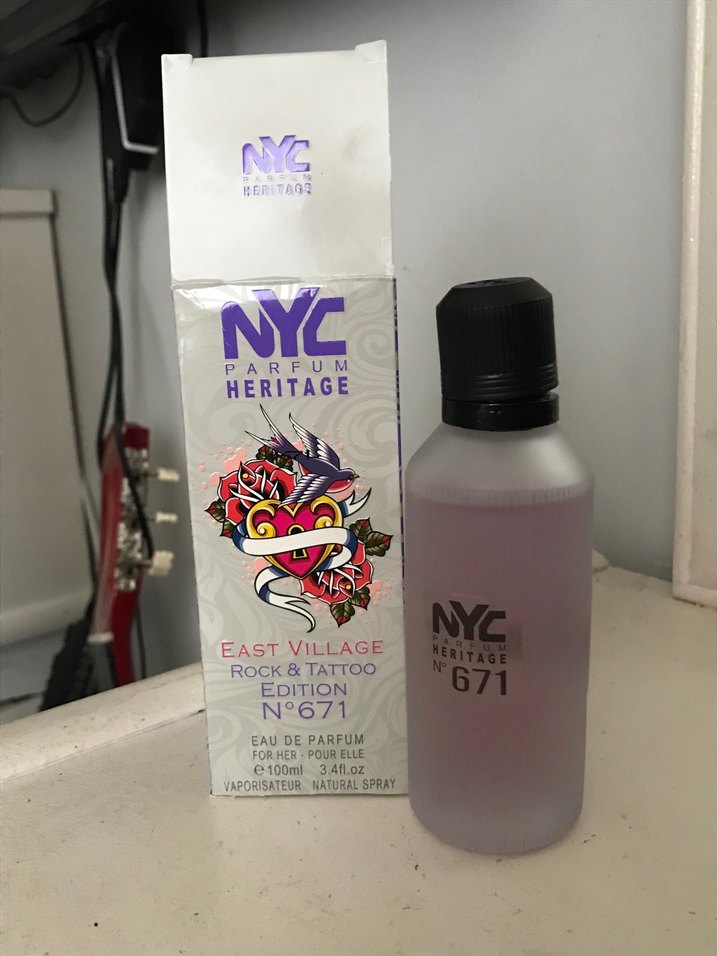 NYC
PARFUM
HERITAGE
NYC
PARFUM
HERITAGE
EAST VILLAGE
ROCK & TATTOO
EDITION
N°671
EAU DE PARFUM
FOR HER - POUR ELLE
℮100ml 3.4fl.oz
VAPORISATEUR NATURAL SPRAY
NYC
PARFUM
HERITAGE
N° 671